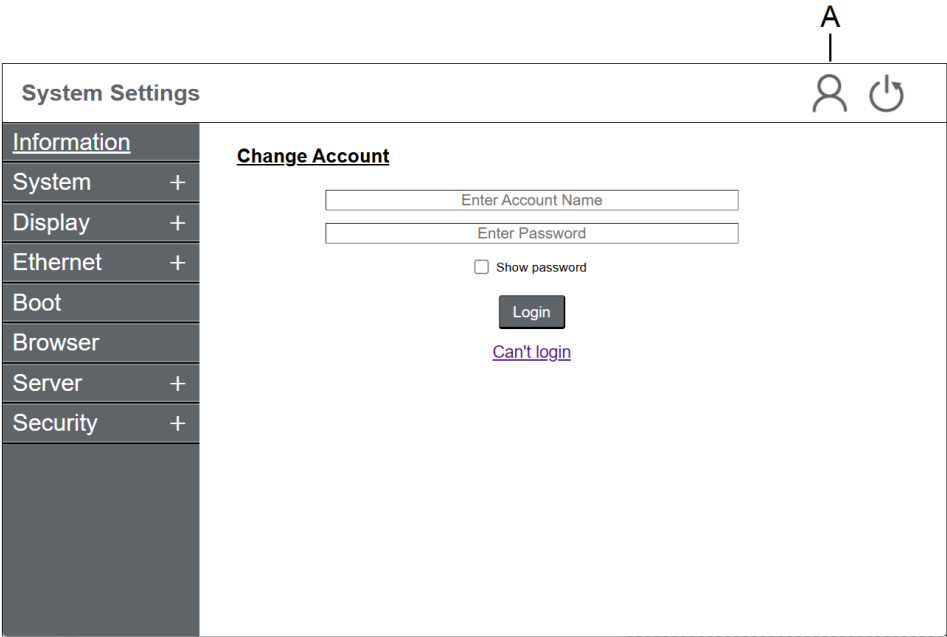 A
System Settings
Information
System +
Display +
Ethernet +
Boot
Browser
Server +
Security +
Change Account
Enter Account Name
Enter Password
Show password
Login
Can't login